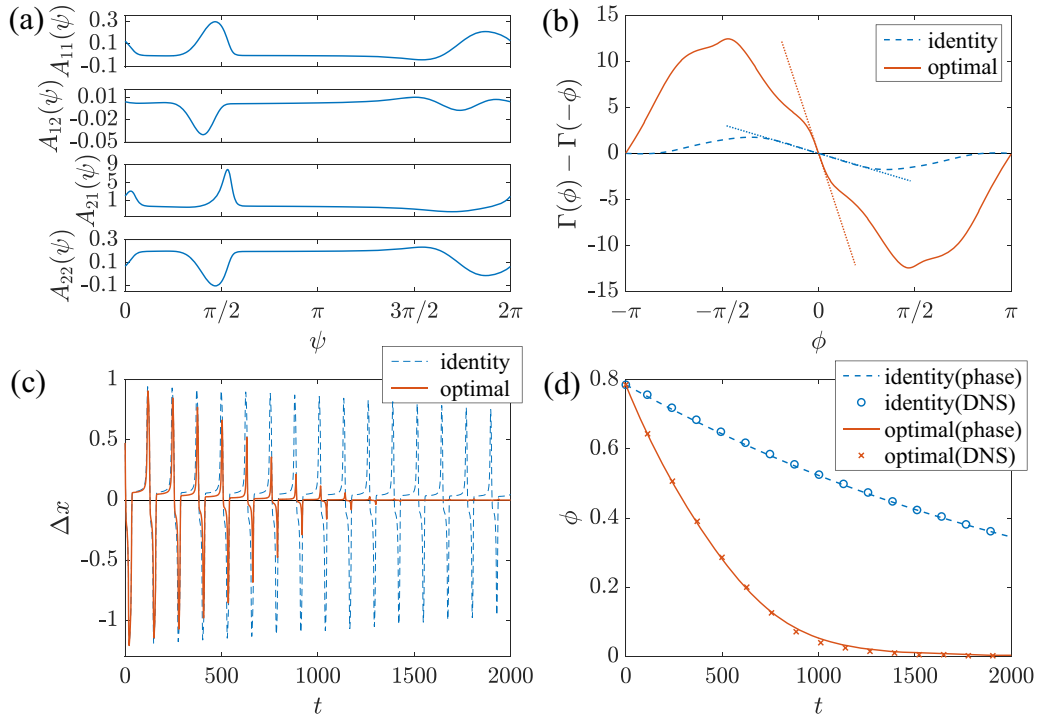 (a)
A₁₁(ψ)
0.3
0.1
-0.1
A₁₂(ψ)
0.01
-0.02
-0.05
A₂₁(ψ)
9
5
1
A₂₂(ψ)
0.3
0.1
-0.1
0 π/2 π 3π/2 2π
ψ
(b)
Γ(ϕ) − Γ(−ϕ)
15
10
5
0
-5
-10
-15
identity
optimal
−π −π/2 0 π/2 π
ϕ
(c)
identity
optimal
Δx
1
0.5
0
-0.5
-1
0 500 1000 1500 2000
t
(d)
ϕ
0.8
0.6
0.4
0.2
0
identity(phase)
identity(DNS)
optimal(phase)
optimal(DNS)
0 500 1000 1500 2000
t